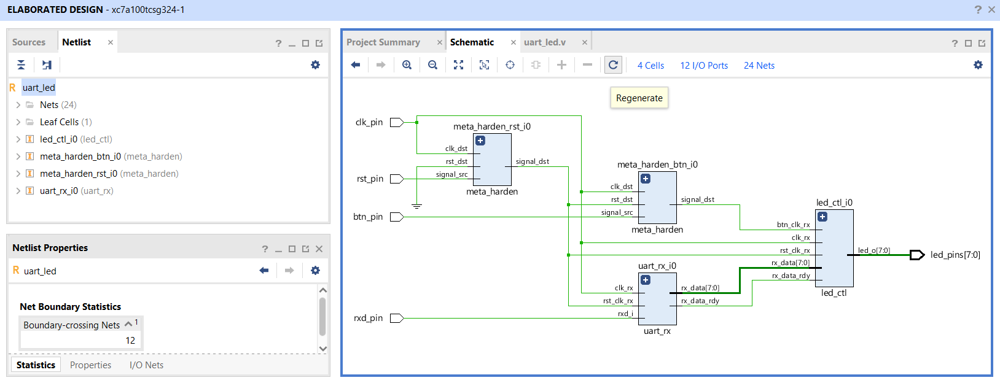 ELABORATED DESIGN - xc7a100tcsg324-1
? ×
Sources
Netlist ×
?
uart_led
Nets (24)
Leaf Cells (1)
led_ctl_i0 (led_ctl)
meta_harden_btn_i0 (meta_harden)
meta_harden_rst_i0 (meta_harden)
uart_rx_i0 (uart_rx)
Netlist Properties
? ×
R uart_led
Net Boundary Statistics
Boundary-crossing Nets 1
12
Statistics Properties I/O Nets
Project Summary × Schematic × uart_led.v ×
?
4 Cells 12 I/O Ports 24 Nets
Regenerate
clk_pin
meta_harden_rst_i0
clk_dst
rst_dst
signal_dst
signal_src
meta_harden
rst_pin
btn_pin
rxd_pin
meta_harden_btn_i0
clk_dst
rst_dst
signal_dst
signal_src
meta_harden
uart_rx_i0
clk_rx
rx_data[7:0]
rst_clk_rx
rx_data_rdy
rxd_i
uart_rx
led_ctl_i0
btn_clk_rx
clk_rx
rst_clk_rx
led_o[7:0]
rx_data[7:0]
rx_data_rdy
led_ctl
led_pins[7:0]